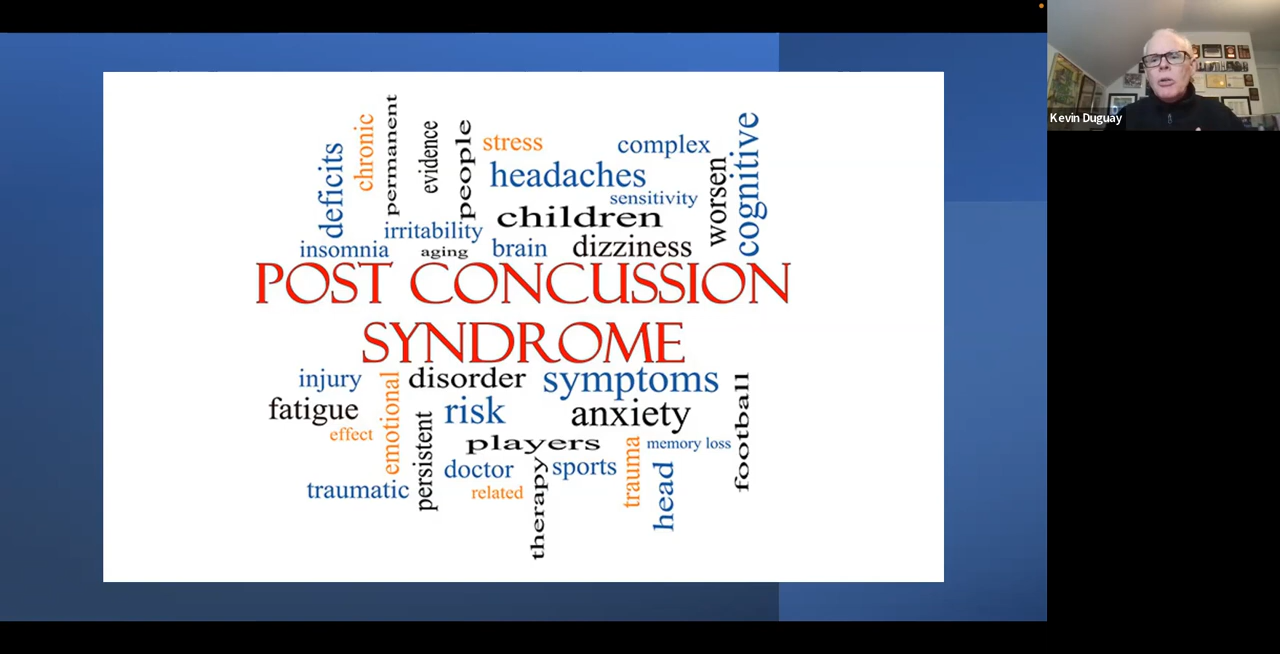 deficits
chronic
permanent
evidence
people
stress
complex
cognitive
worsen
headaches
sensitivity
children
irritability
insomnia
aging
brain
dizziness
POST CONCUSSION
SYNDROME
injury
emotional
disorder
symptoms
football
fatigue
persistent
risk
anxiety
effect
players
trauma
memory loss
traumatic
doctor
therapy
sports
head
related
Kevin Duguay